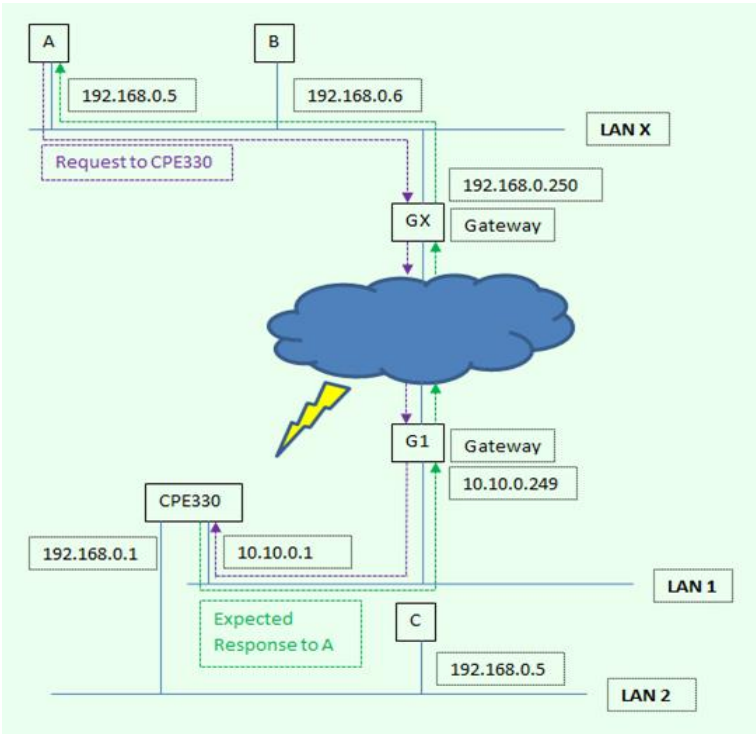 A
B
192.168.0.5
192.168.0.6
LAN X
Request to CPE330
192.168.0.250
GX
Gateway
G1
Gateway
10.10.0.249
CPE330
192.168.0.1
10.10.0.1
LAN 1
Expected
Response to A
C
192.168.0.5
LAN 2